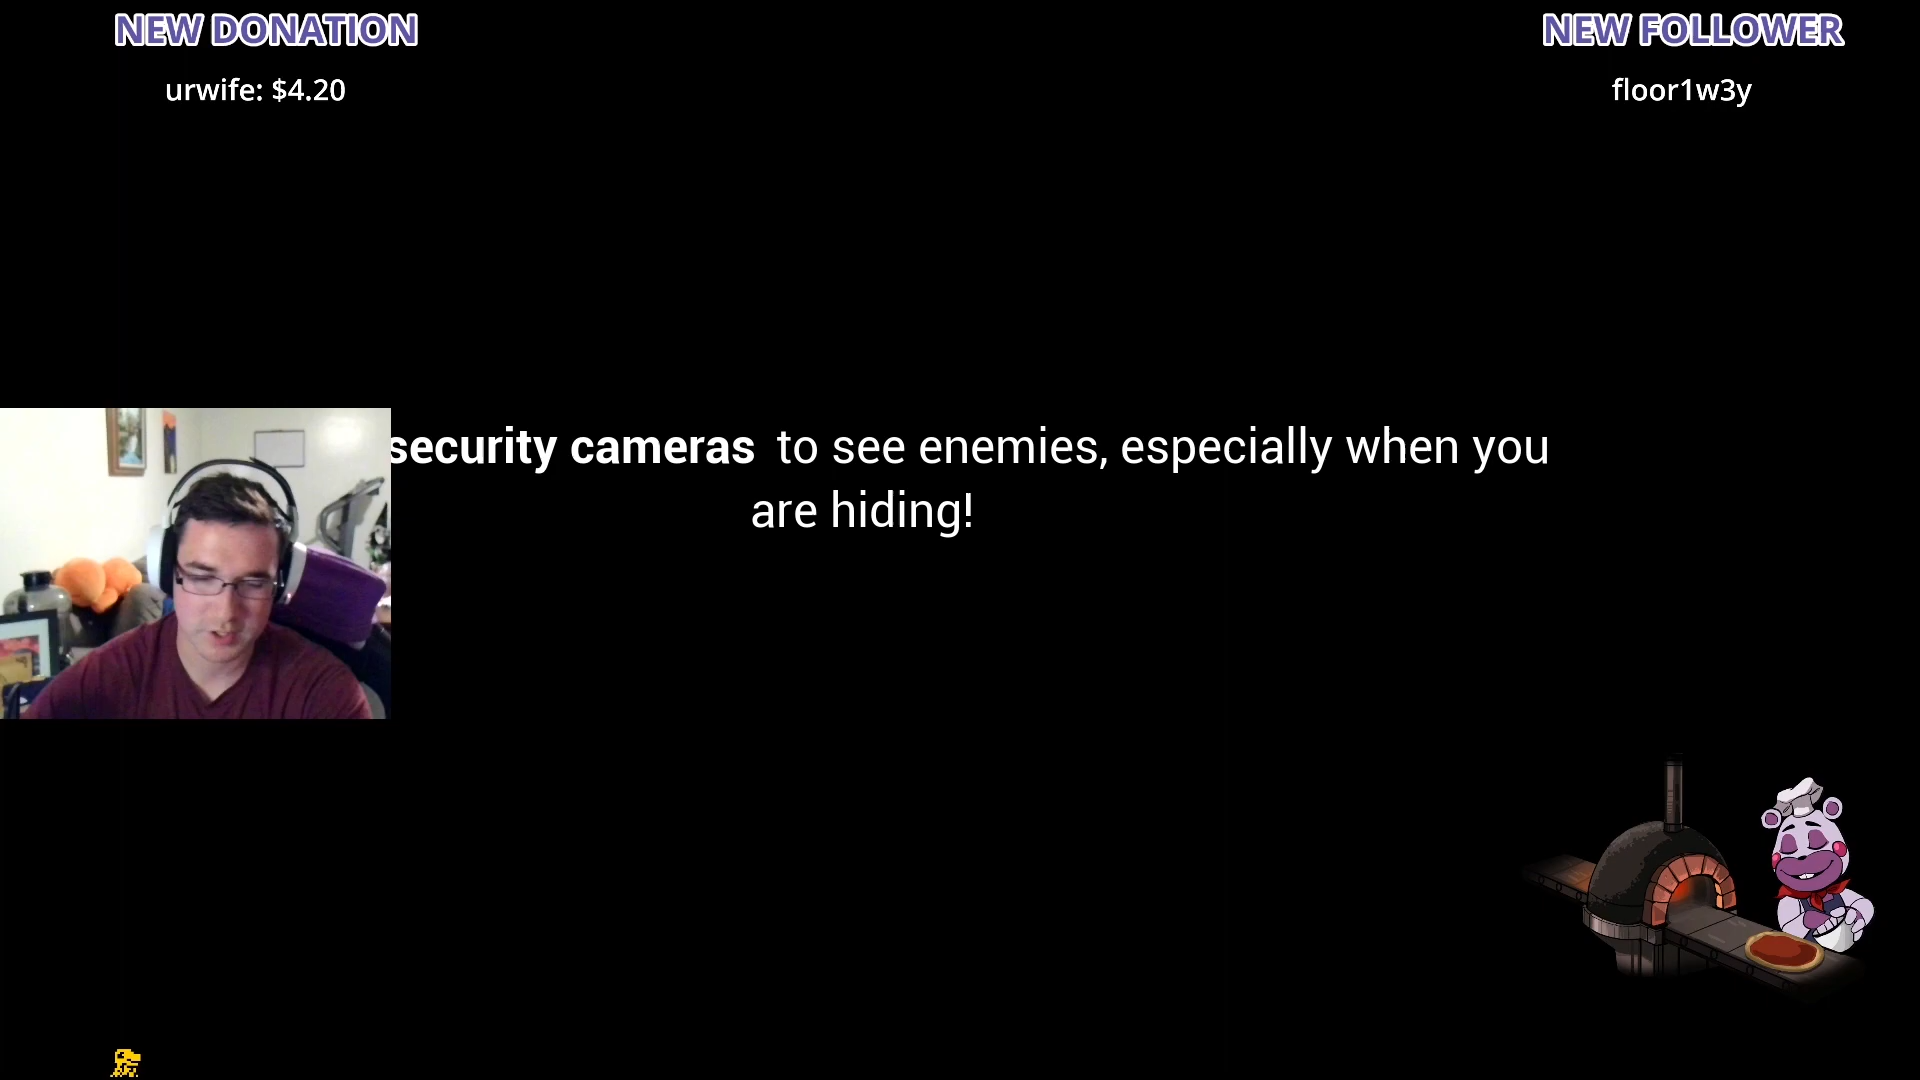 NEW DONATION
NEW FOLLOWER
urwife: $4.20
floor1w3y
security cameras to see enemies, especially when you
are hiding!